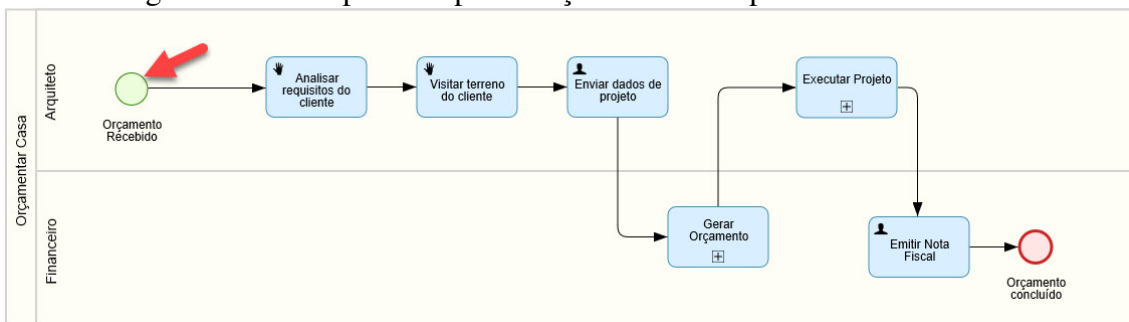 Orçamentar Casa
Arquiteto
Orçamento
Recebido
Analisar
requisitos do
cliente
Visitar terreno
do cliente
Enviar dados de
projeto
Executar Projeto
Financeiro
Gerar
Orçamento
Emitir Nota
Fiscal
Orçamento
concluído